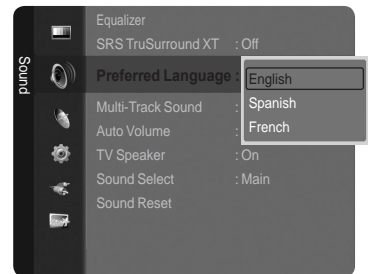 Sound
Equalizer
SRS TruSurround XT : Off
Preferred Language :
English
Spanish
French
Multi-Track Sound :
Auto Volume :
TV Speaker : On
Sound Select : Main
Sound Reset